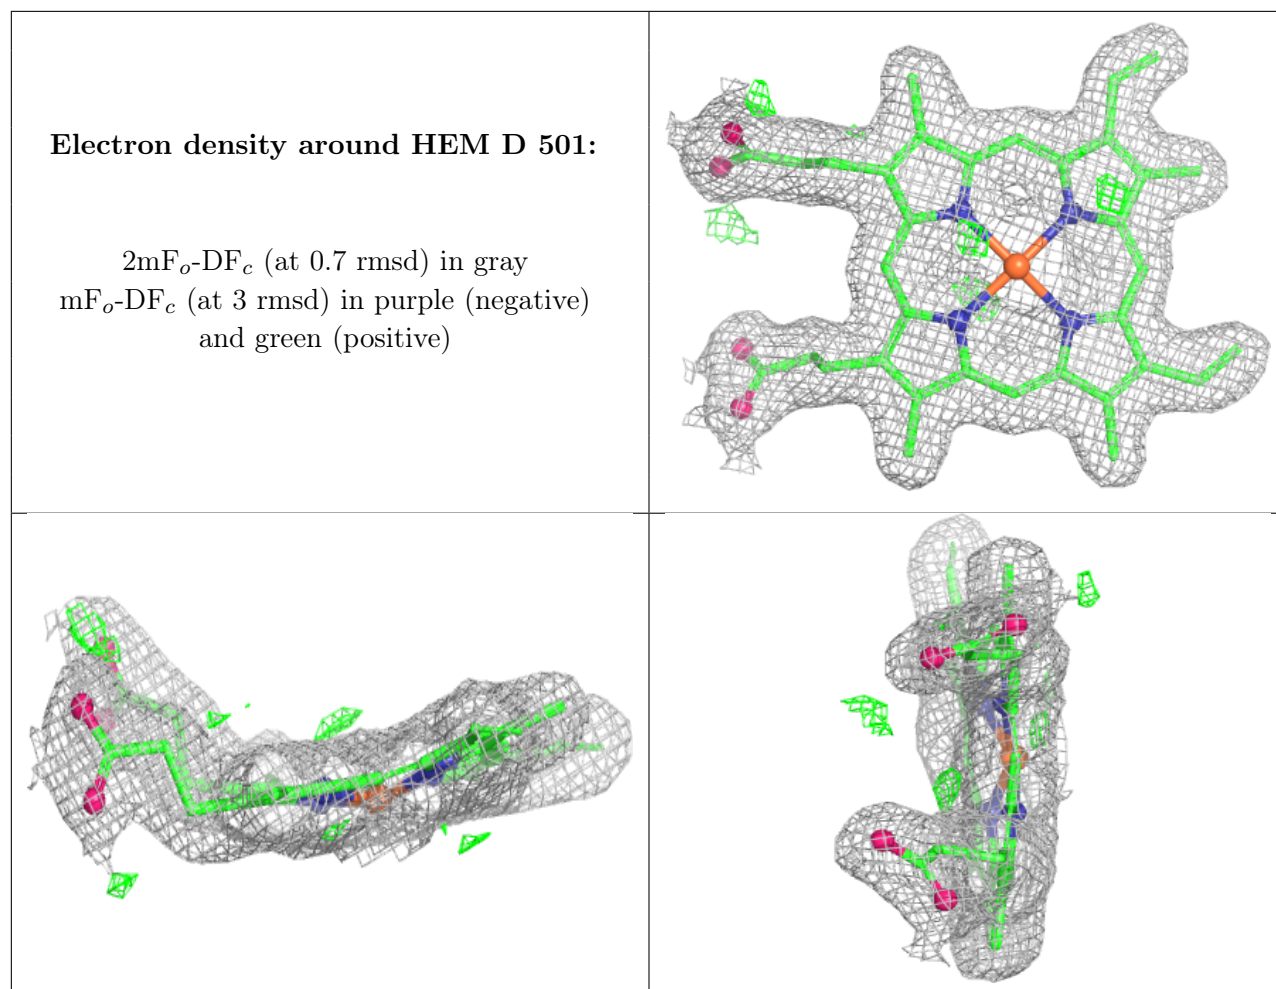 Electron density around HEM D 501:
2mFo-DFc (at 0.7 rmsd) in gray
mFo-DFc (at 3 rmsd) in purple (negative)
and green (positive)